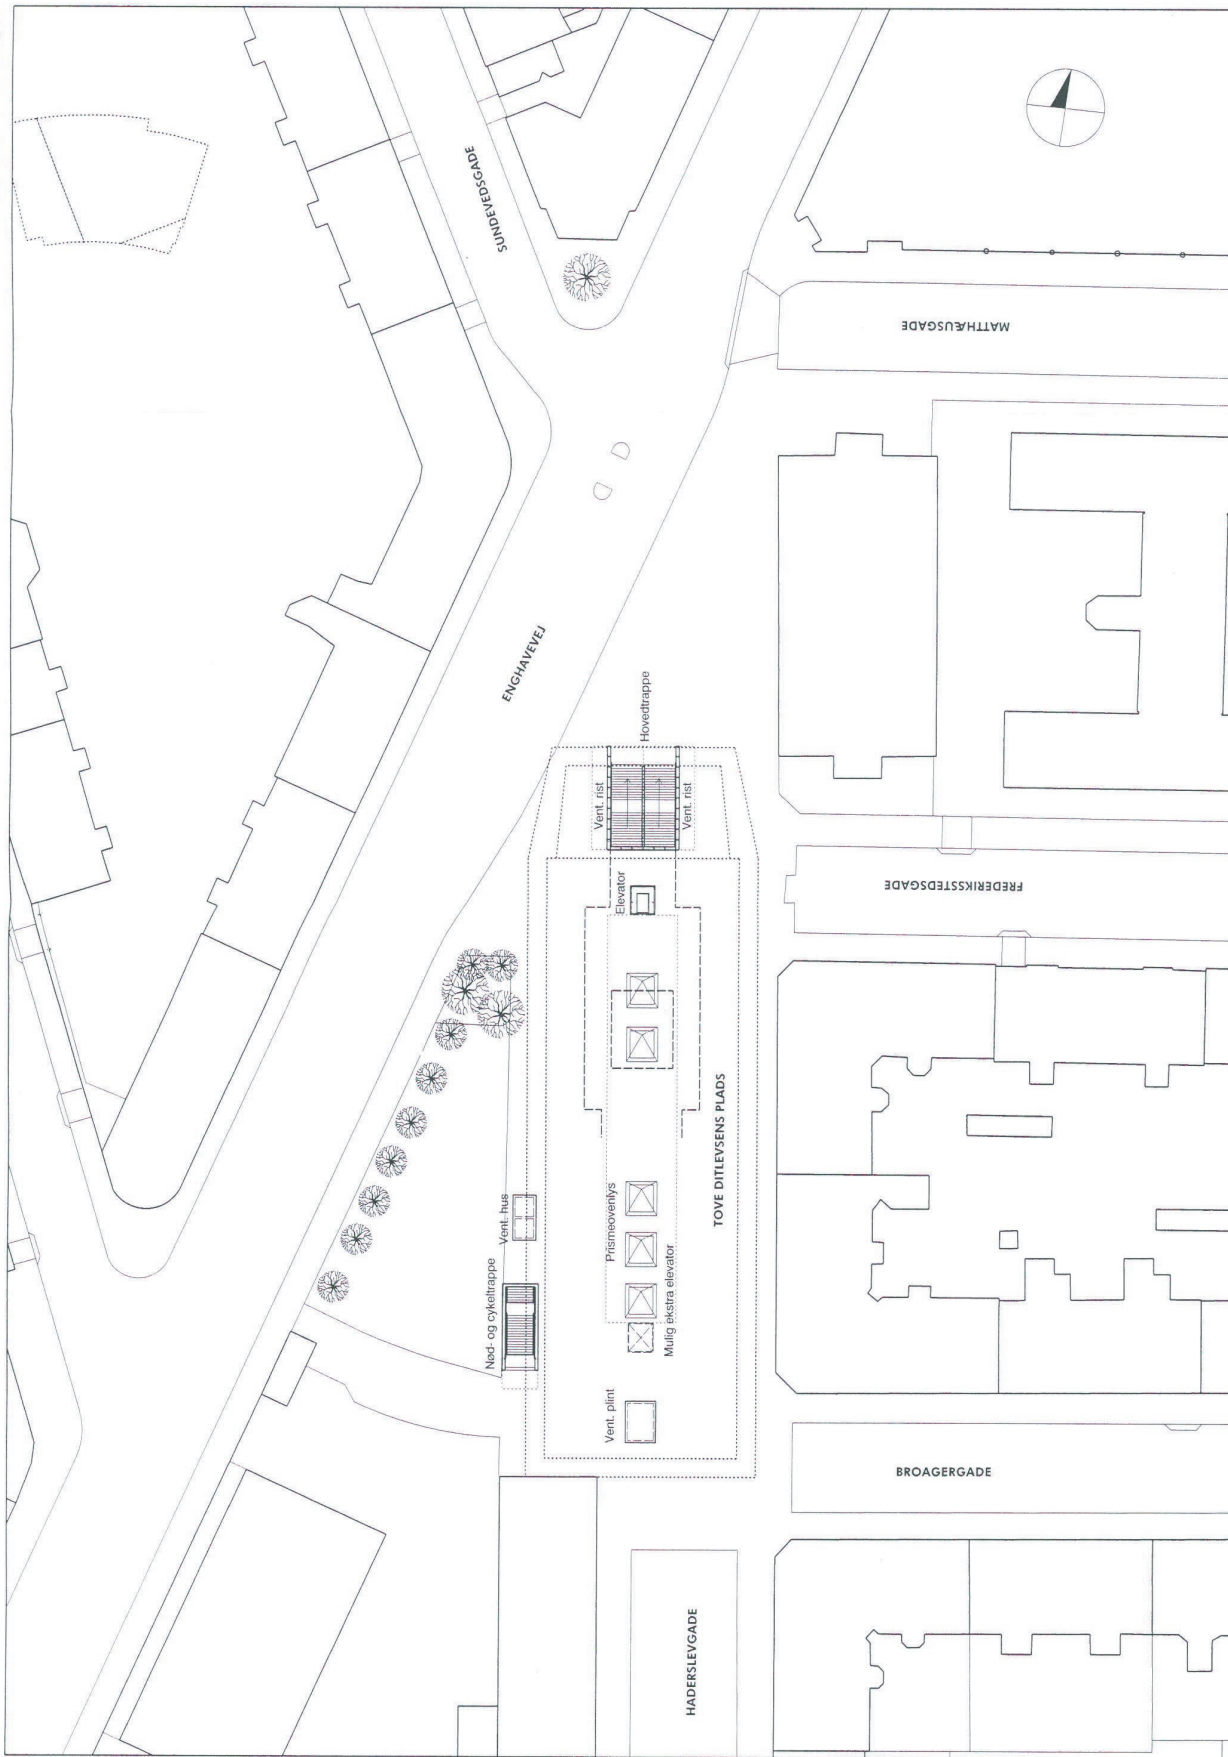 SUNDEVEDSGADE
MATTHÆUSGADE
ENGHAVEVEJ
Hovedtrappe
Vent. rist
Vent. rist
Elevator
FREDERIKSSTEDSGADE
TOVE DITLEVSENS PLADS
Vent. hus
Prismeovenlys
Nød- og cykeltrappe
Mulig ekstra elevator
Vent. plint
BROAGERGADE
HADERSLEVGADE